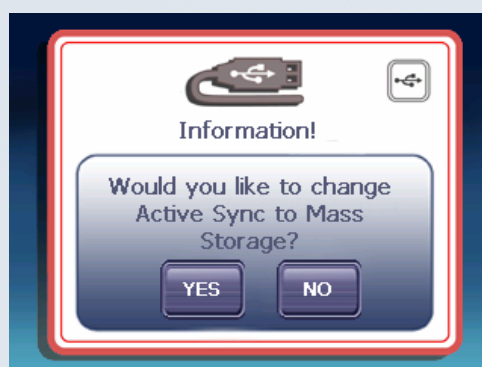 Information!
Would you like to change
Active Sync to Mass
Storage?
YES NO